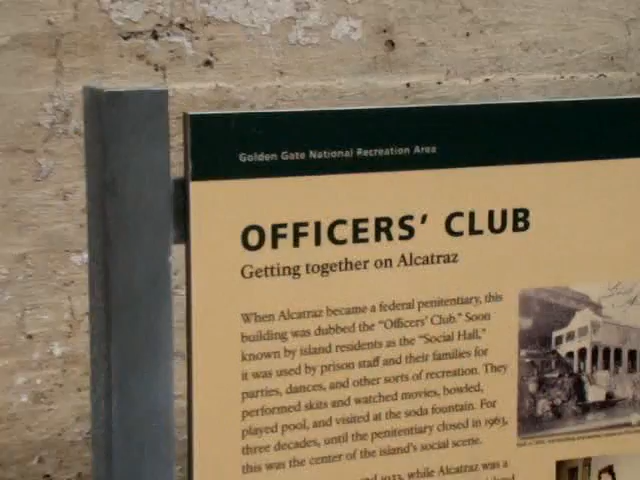 Golden Gate National Recreation Area
OFFICERS' CLUB
Getting together on Alcatraz
When Alcatraz became a federal penitentiary, this
building was dubbed the "Officers' Club." Soon
known by island residents as the "Social Hall,"
it was used by prison staff and their families for
parties, dances, and other sorts of recreation. They
performed skits and watched movies, bowled,
played pool, and visited at the soda fountain. For
three decades, until the penitentiary closed in 1963,
this was the center of the island's social scene.
1933, while Alcatraz was a